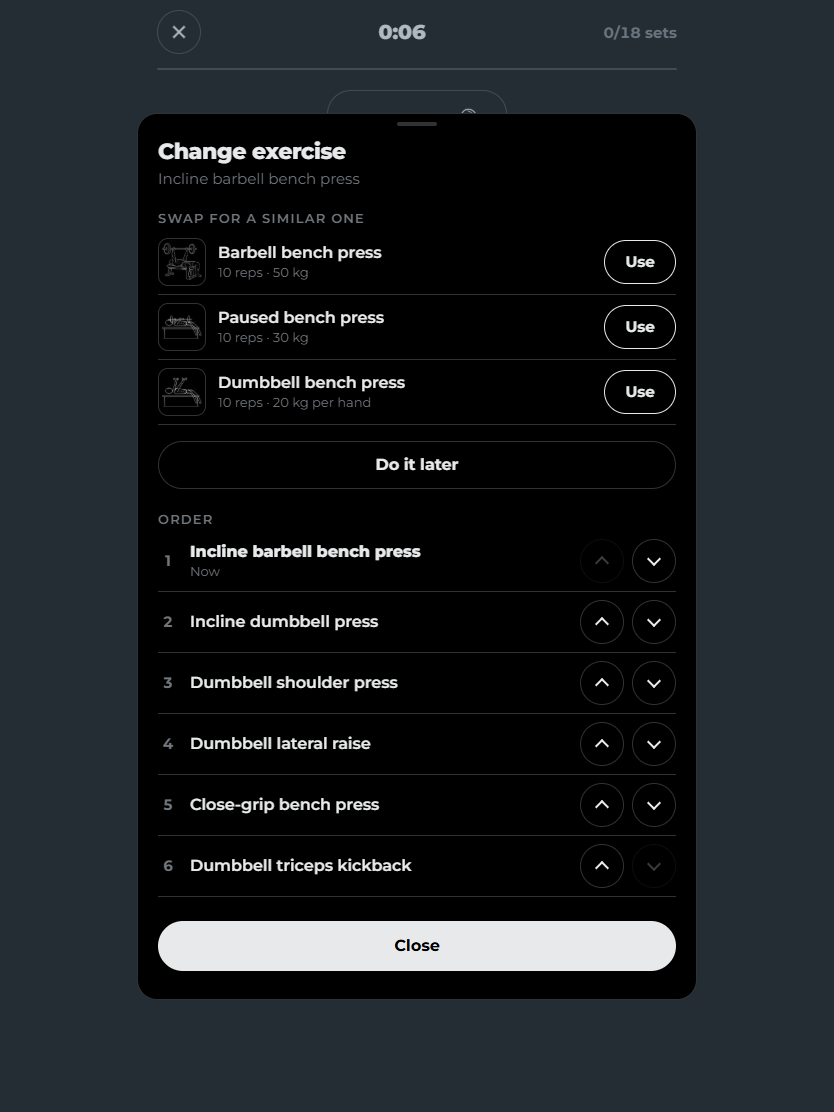 0:06
0/18 sets
Change exercise
Incline barbell bench press
SWAP FOR A SIMILAR ONE
Barbell bench press
10 reps · 50 kg
Use
Paused bench press
10 reps · 30 kg
Use
Dumbbell bench press
10 reps · 20 kg per hand
Use
Do it later
ORDER
1
Incline barbell bench press
Now
2
Incline dumbbell press
3
Dumbbell shoulder press
4
Dumbbell lateral raise
5
Close-grip bench press
6
Dumbbell triceps kickback
Close